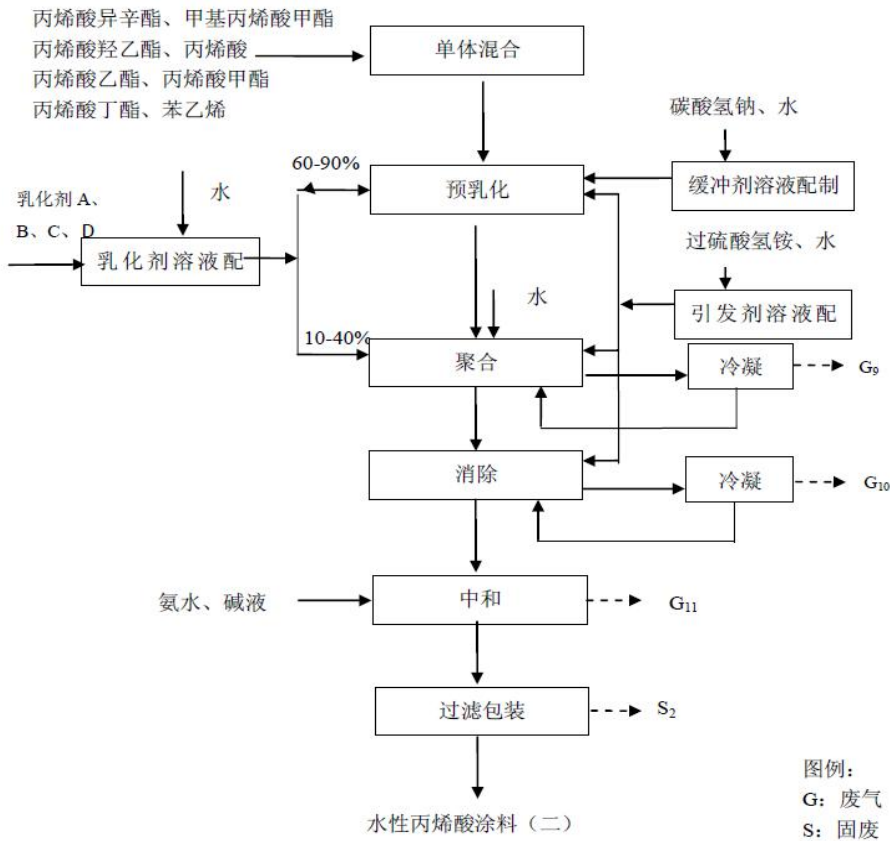 丙烯酸异辛酯、甲基丙烯酸甲酯
丙烯酸羟乙酯、丙烯酸
丙烯酸乙酯、丙烯酸甲酯
丙烯酸丁酯、苯乙烯
单体混合
碳酸氢钠、水
60-90%
预乳化
缓冲剂溶液配制
水
乳化剂 A、
B、C、D
乳化剂溶液配
过硫酸氢铵、水
引发剂溶液配
水
10-40%
聚合
冷凝
G₉
消除
冷凝
G₁₀
氨水、碱液
中和
G₁₁
过滤包装
S₂
水性丙烯酸涂料（二）
图例：
G：废气
S：固废